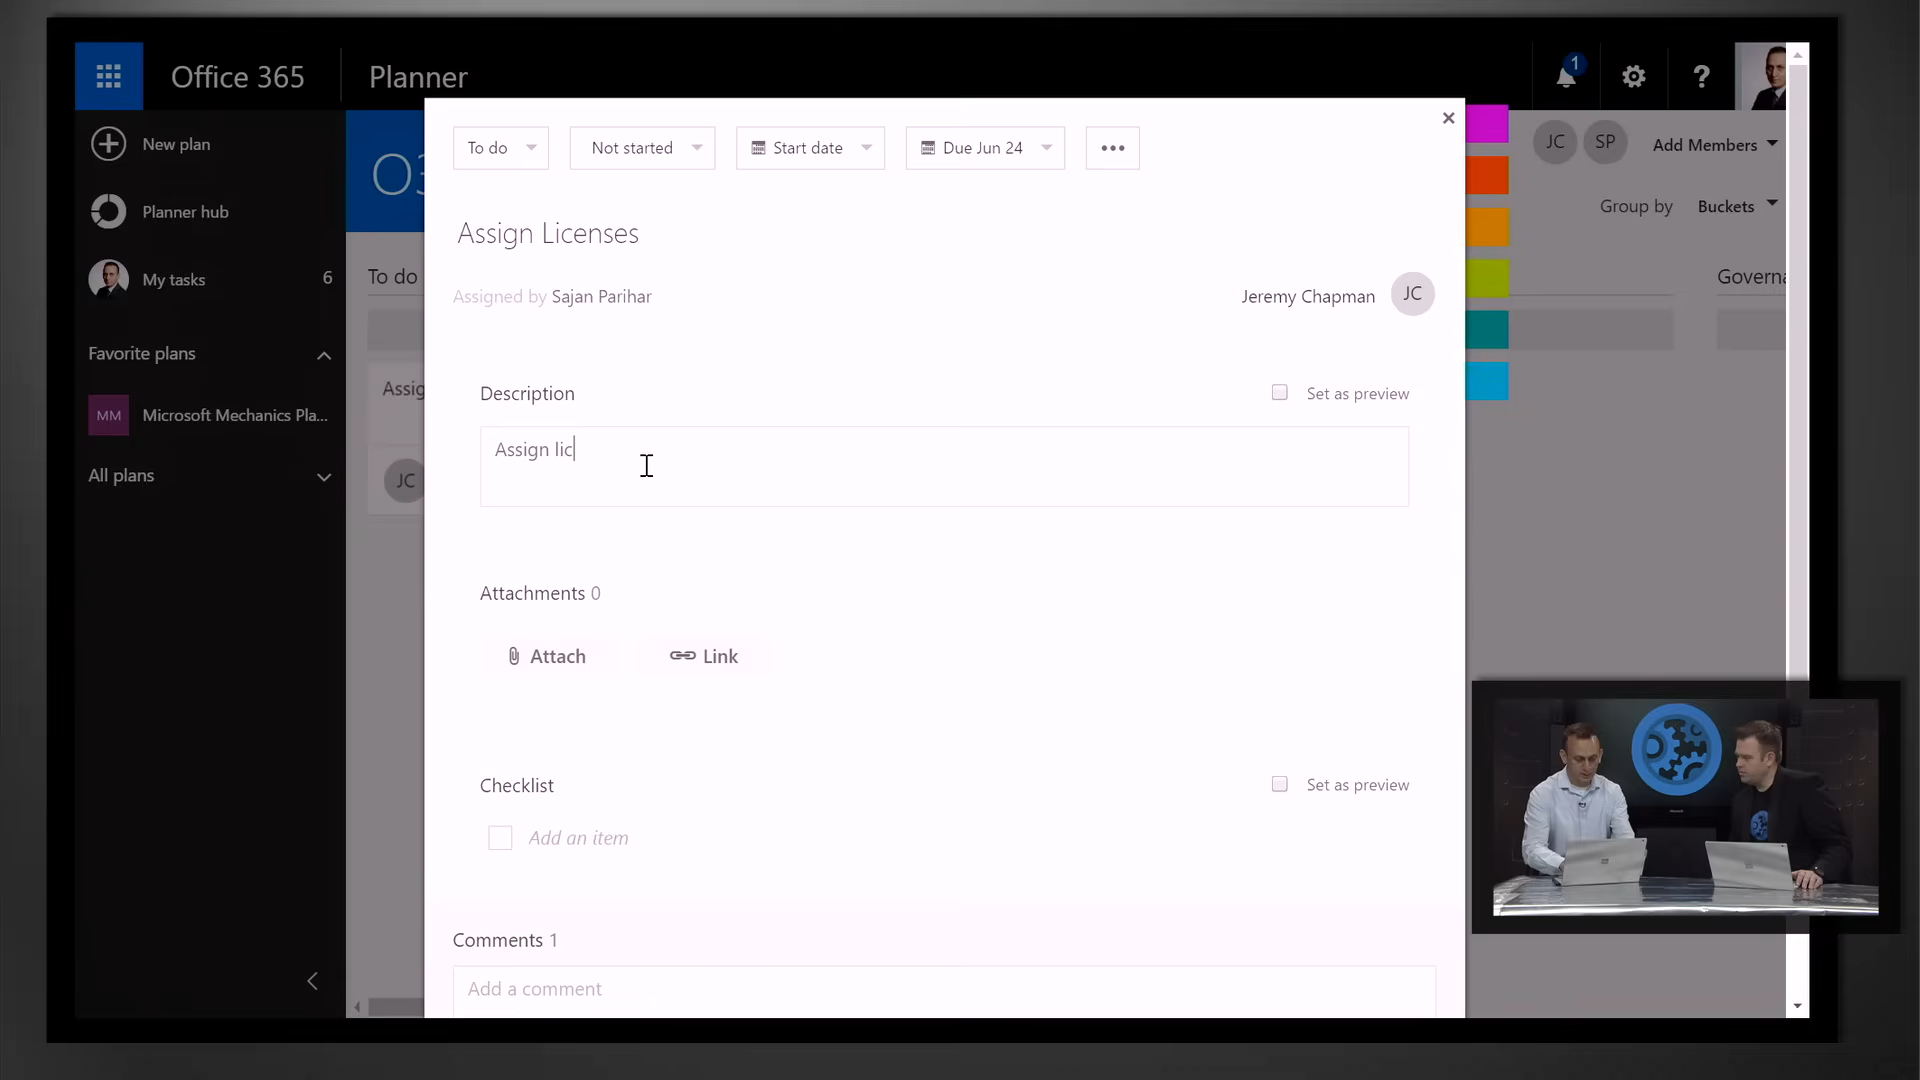 Office 365
Planner
1
?
New plan
Planner hub
My tasks 6
Favorite plans
MM Microsoft Mechanics Pla...
All plans
O3
JC SP Add Members
Group by Buckets
To do
Governa
Assig
JC
To do
Not started
Start date
Due Jun 24
Assign Licenses
Assigned by Sajan Parihar
Jeremy Chapman JC
Description
Set as preview
Assign lic
Attachments 0
Attach
Link
Checklist
Set as preview
Add an item
Comments 1
Add a comment